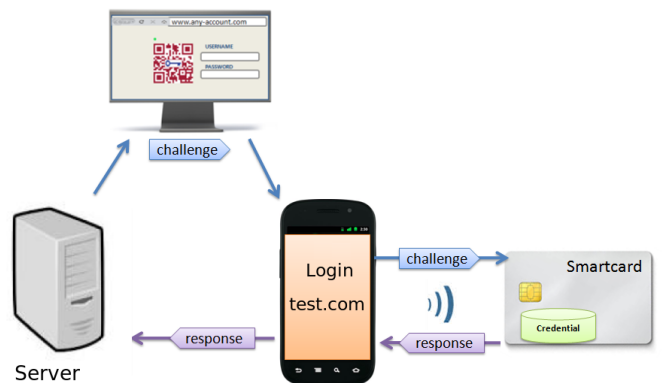 www.any-account.com
USERNAME
PASSWORD
challenge
Login
test.com
challenge
Smartcard
Credential
response
response
Server